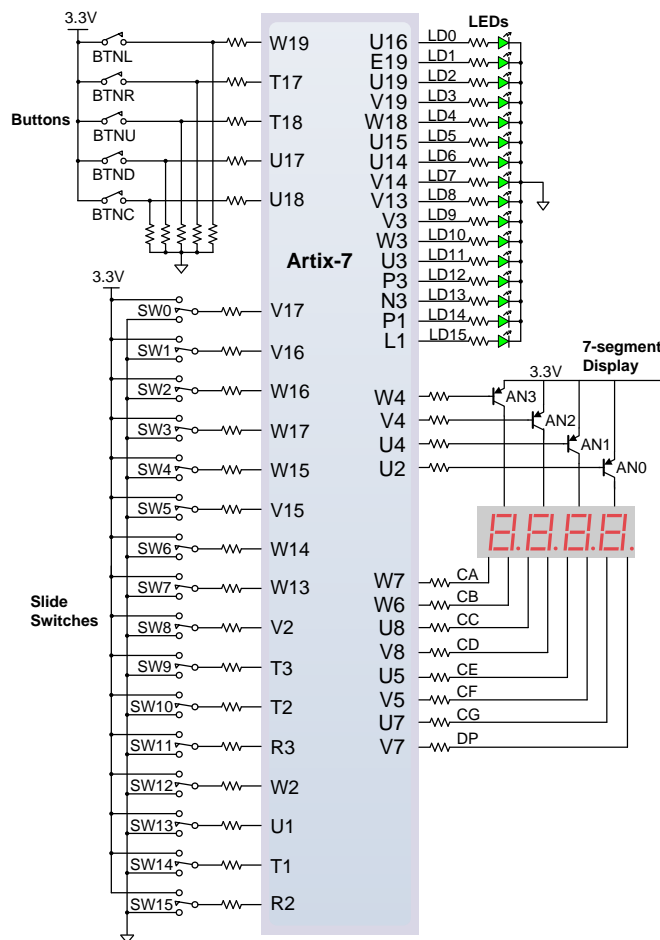 3.3V
BTNL
BTNR
Buttons
BTNU
BTND
BTNC
W19
T17
T18
U17
U18
Artix-7
LEDs
U16 LD0
E19 LD1
U19 LD2
V19 LD3
W18 LD4
U15 LD5
U14 LD6
V14 LD7
V13 LD8
V3 LD9
W3 LD10
U3 LD11
P3 LD12
N3 LD13
P1 LD14
L1 LD15
3.3V
SW0 V17
SW1 V16
SW2 W16
SW3 W17
SW4 W15
SW5 V15
SW6 W14
SW7 W13
Slide
Switches
SW8 V2
SW9 T3
SW10 T2
SW11 R3
SW12 W2
SW13 U1
SW14 T1
SW15 R2
7-segment
Display
3.3V
W4 AN3
V4 AN2
U4 AN1
U2 AN0
8.8.8.8.
W7 CA
W6 CB
U8 CC
V8 CD
U5 CE
V5 CF
U7 CG
V7 DP